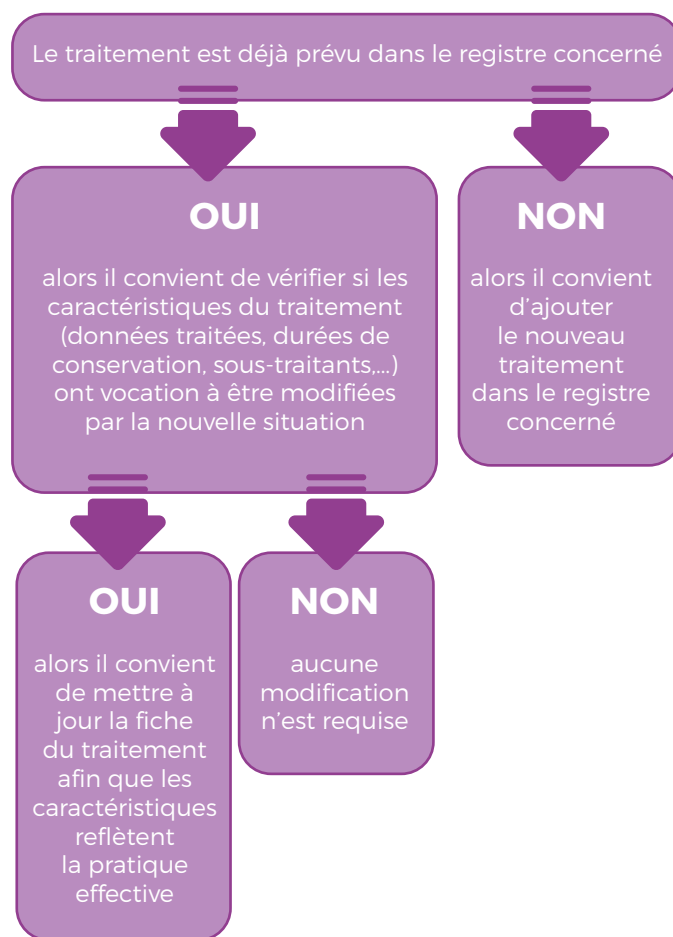 Le traitement est déjà prévu dans le registre concerné
OUI
alors il convient de vérifier si les
caractéristiques du traitement
(données traitées, durées de
conservation, sous-traitants,...)
ont vocation à être modifiées
par la nouvelle situation
NON
alors il convient
d'ajouter
le nouveau
traitement
dans le registre
concerné
OUI
alors il convient
de mettre à
jour la fiche
du traitement
afin que les
caractéristiques
reflètent
la pratique
effective
NON
aucune
modification
n'est requise